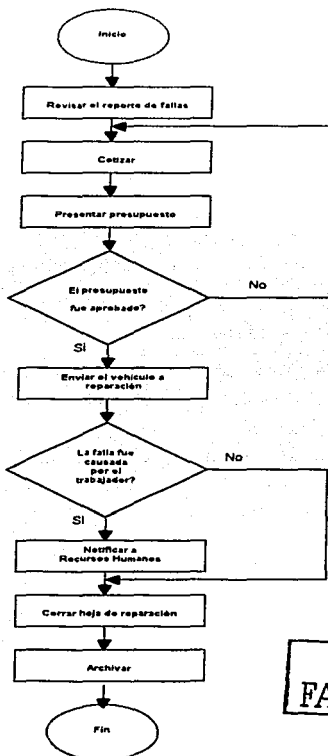 Inicio
Revisar el reporte de fallas
Cotizar
Presentar presupuesto
El presupuesto
fue aprobado?
No
Si
Enviar el vehículo a
reparación
La falla fue
causada
por el
trabajador?
No
Si
Notificar a
Recursos Humanos
Cerrar hoja de reparación
Archivar
FA
Fin